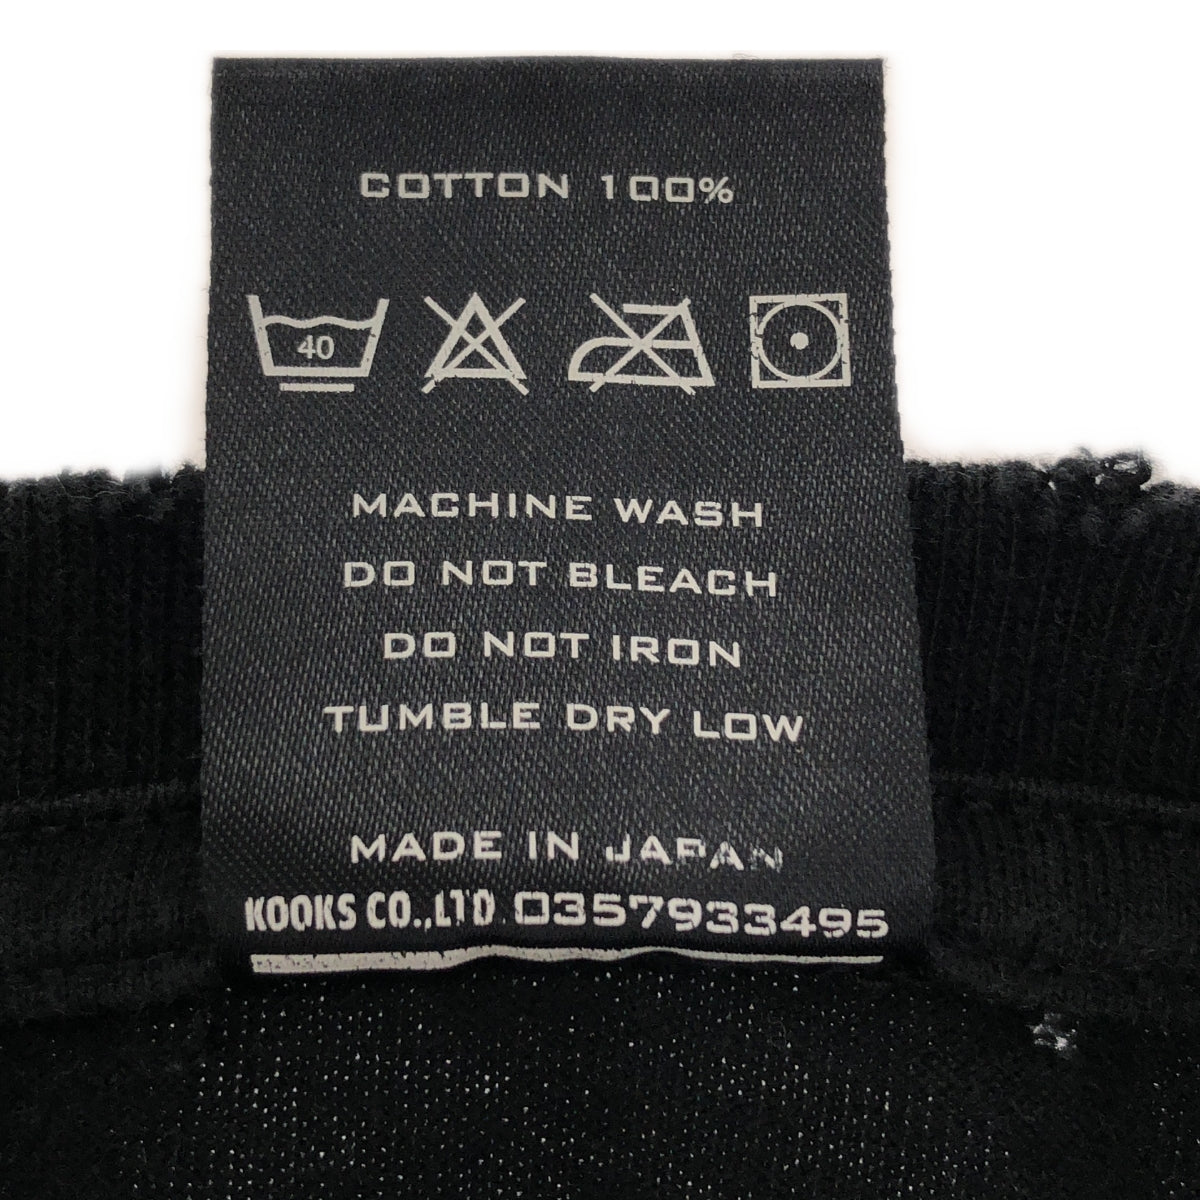 COTTON 100%
40
MACHINE WASH
DO NOT BLEACH
DO NOT IRON
TUMBLE DRY LOW
MADE IN JAPAN
KOOKS CO.,LTD. 0357933495